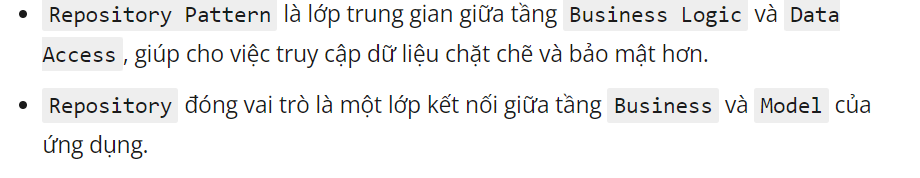 • Repository Pattern là lớp trung gian giữa tầng Business Logic và Data
Access , giúp cho việc truy cập dữ liệu chặt chẽ và bảo mật hơn.
• Repository đóng vai trò là một lớp kết nối giữa tầng Business và Model của
ứng dụng.